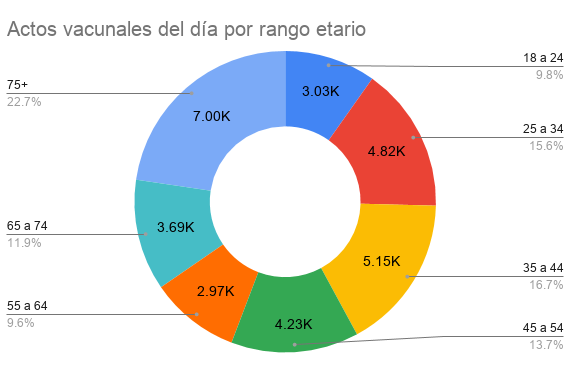 Actos vacunales del día por rango etario
18 a 24
9.8%
3.03K
75+
22.7%
7.00K
25 a 34
15.6%
4.82K
65 a 74
11.9%
3.69K
5.15K
35 a 44
16.7%
2.97K
55 a 64
9.6%
4.23K
45 a 54
13.7%